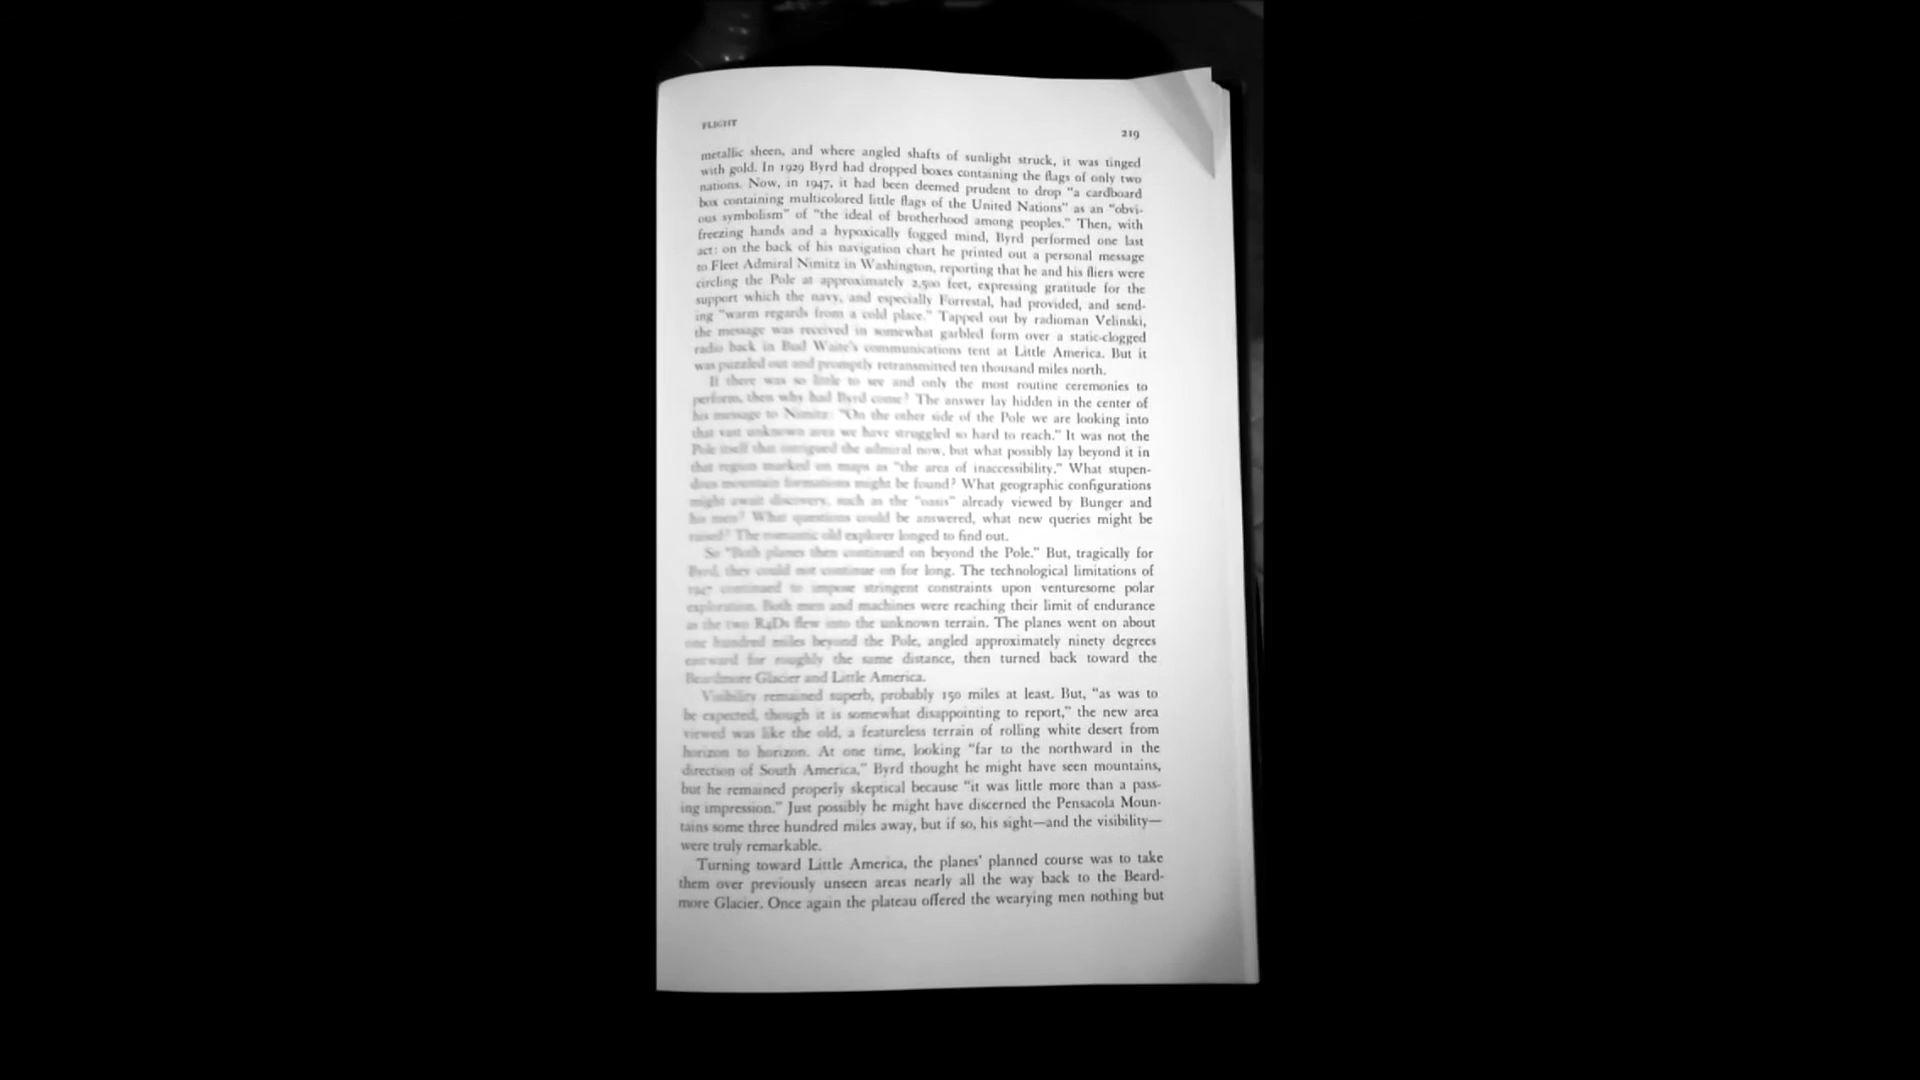 FLIGHT
219
metallic sheen, and where angled shafts of sunlight struck, it was tinged
with gold. In 1929 Byrd had dropped boxes containing the flags of only two
nations. Now, in 1947, it had been deemed prudent to drop “a cardboard
box containing multicolored little flags of the United Nations” as an “obvi-
ous symbolism” of “the ideal of brotherhood among peoples.” Then, with
freezing hands and a hypoxically fogged mind, Byrd performed one last
act: on the back of his navigation chart he printed out a personal message
to Fleet Admiral Nimitz in Washington, reporting that he and his fliers were
circling the Pole at approximately 2,500 feet, expressing gratitude for the
support which the navy, and especially Forrestal, had provided, and send-
ing “warm regards from a cold place.” Tapped out by radioman Velinski,
the message was received in somewhat garbled form over a static-clogged
radio back in Bud Waite's communications tent at Little America. But it
was puzzled out and promptly retransmitted ten thousand miles north.
If there was so little to see and only the most routine ceremonies to
perform, then why had Byrd come? The answer lay hidden in the center of
his message to Nimitz: “On the other side of the Pole we are looking into
that vast unknown area we have struggled so hard to reach.” It was not the
Pole itself that intrigued the admiral now, but what possibly lay beyond it in
that region marked on maps as “the area of inaccessibility.” What stupen-
dous mountain formations might be found? What geographic configurations
might await discovery, such as the “oasis” already viewed by Bunger and
his men? What questions could be answered, what new queries might be
raised? The romantic old explorer longed to find out.
So “Both planes then continued on beyond the Pole.” But, tragically for
Byrd, they could not continue on for long. The technological limitations of
1947 continued to impose stringent constraints upon venturesome polar
exploration. Both men and machines were reaching their limit of endurance
as the two R4Ds flew into the unknown terrain. The planes went on about
one hundred miles beyond the Pole, angled approximately ninety degrees
eastward for roughly the same distance, then turned back toward the
Beardmore Glacier and Little America.
Visibility remained superb, probably 150 miles at least. But, “as was to
be expected, though it is somewhat disappointing to report,” the new area
viewed was like the old, a featureless terrain of rolling white desert from
horizon to horizon. At one time, looking “far to the northward in the
direction of South America,” Byrd thought he might have seen mountains,
but he remained properly skeptical because “it was little more than a pass-
ing impression.” Just possibly he might have discerned the Pensacola Moun-
tains some three hundred miles away, but if so, his sight—and the visibility—
were truly remarkable.
Turning toward Little America, the planes' planned course was to take
them over previously unseen areas nearly all the way back to the Beard-
more Glacier. Once again the plateau offered the wearying men nothing but